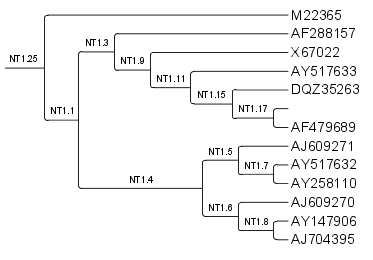 M22365
AF288157
NT1.3
X67022
NT1.25
NT1.9
AY517633
NT1.11
DQZ35263
NT1.15
NT1.17
NT1.1
AF479689
AJ609271
NT1.5
AY517632
NT1.7
NT1.4
AY258110
AJ609270
NT1.6
AY147906
NT1.8
AJ704395